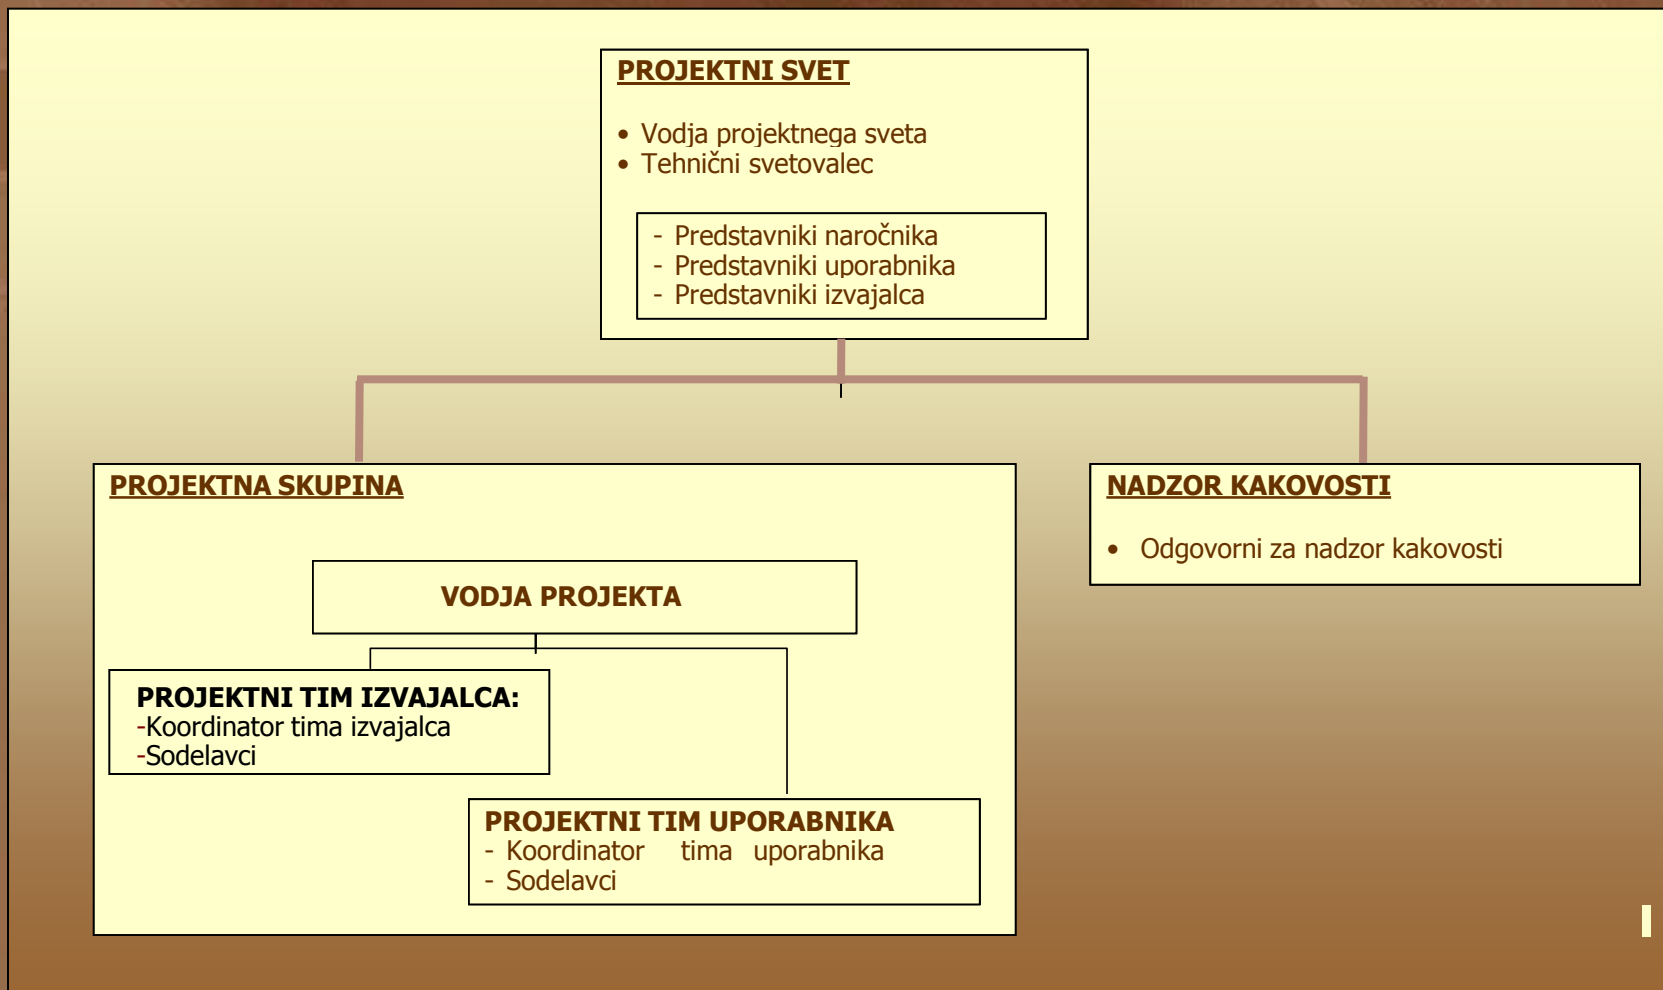 PROJEKTNI SVET
• Vodja projektnega sveta
• Tehnični svetovalec
- Predstavniki naročnika
- Predstavniki uporabnika
- Predstavniki izvajalca
PROJEKTNA SKUPINA
VODJA PROJEKTA
PROJEKTNI TIM IZVAJALCA:
-Koordinator tima izvajalca
-Sodelavci
PROJEKTNI TIM UPORABNIKA
- Koordinator tima uporabnika
- Sodelavci
NADZOR KAKOVOSTI
• Odgovorni za nadzor kakovosti